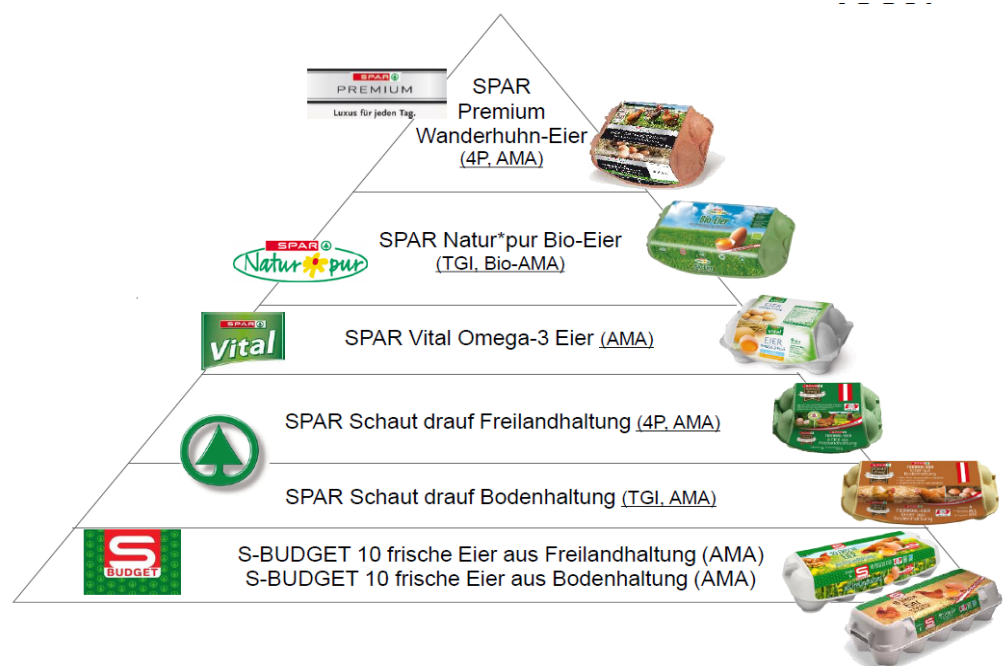 SPAR
PREMIUM
Luxus für jeden Tag.
SPAR
Premium
Wanderhuhn-Eier
(4P, AMA)
SPAR
Natur pur
SPAR Natur*pur Bio-Eier
(TGI, Bio-AMA)
Bio-Eier
SPAR
Vital
SPAR Vital Omega-3 Eier (AMA)
EIER
SPAR Schaut drauf Freilandhaltung (4P, AMA)
SPAR Schaut drauf Bodenhaltung (TGI, AMA)
S
BUDGET
S-BUDGET 10 frische Eier aus Freilandhaltung (AMA)
S-BUDGET 10 frische Eier aus Bodenhaltung (AMA)